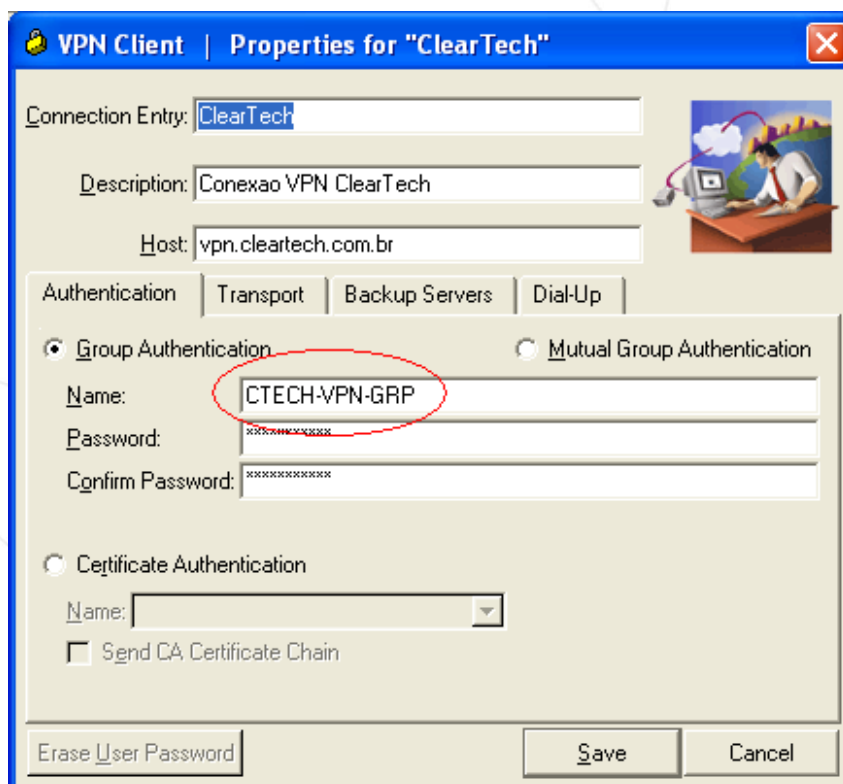 VPN Client | Properties for "ClearTech"
Connection Entry: ClearTech
Description: Conexao VPN ClearTech
Host: vpn.cleartech.com.br
Authentication Transport Backup Servers Dial-Up
Group Authentication Mutual Group Authentication
Name: CTECH-VPN-GRP
Password: ***********
Confirm Password: ***********
Certificate Authentication
Name:
Send CA Certificate Chain
Erase User Password Save Cancel